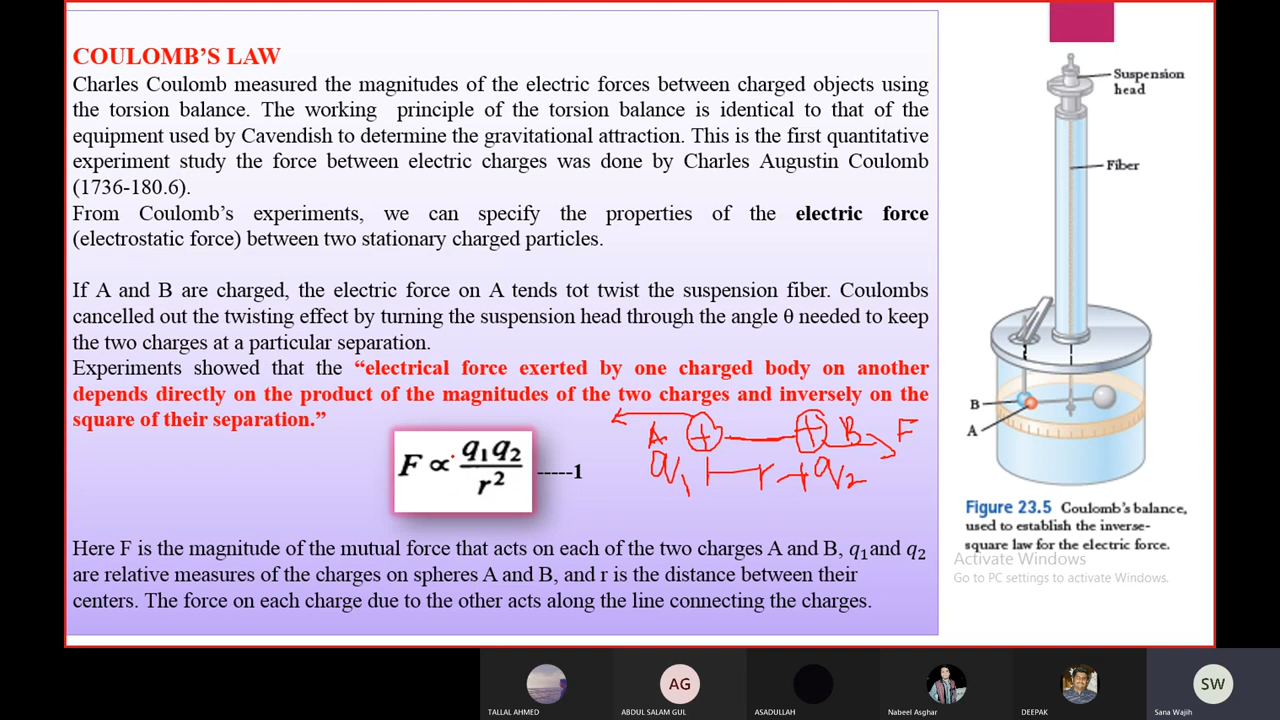 COULOMB'S LAW
Charles Coulomb measured the magnitudes of the electric forces between charged objects using
the torsion balance. The working principle of the torsion balance is identical to that of the
equipment used by Cavendish to determine the gravitational attraction. This is the first quantitative
experiment study the force between electric charges was done by Charles Augustin Coulomb
(1736-180.6).
From Coulomb's experiments, we can specify the properties of the electric force
(electrostatic force) between two stationary charged particles.
If A and B are charged, the electric force on A tends tot twist the suspension fiber. Coulombs
cancelled out the twisting effect by turning the suspension head through the angle θ needed to keep
the two charges at a particular separation.
Experiments showed that the “electrical force exerted by one charged body on another
depends directly on the product of the magnitudes of the two charges and inversely on the
square of their separation.”
A + + B F
q₁ r q₂
F ∝ q₁q₂ / r² -----1
Here F is the magnitude of the mutual force that acts on each of the two charges A and B, q₁and q₂
are relative measures of the charges on spheres A and B, and r is the distance between their
centers. The force on each charge due to the other acts along the line connecting the charges.
Suspension
head
Fiber
B
A
Figure 23.5 Coulomb's balance,
used to establish the inverse-
square law for the electric force.
Activate Windows
Go to PC settings to activate Windows.
AG
SW
TALLAL AHMED
ABDUL SALAM GUL
ASADULLAH
Nabeel Asghar
DEEPAK
Sana Wajih